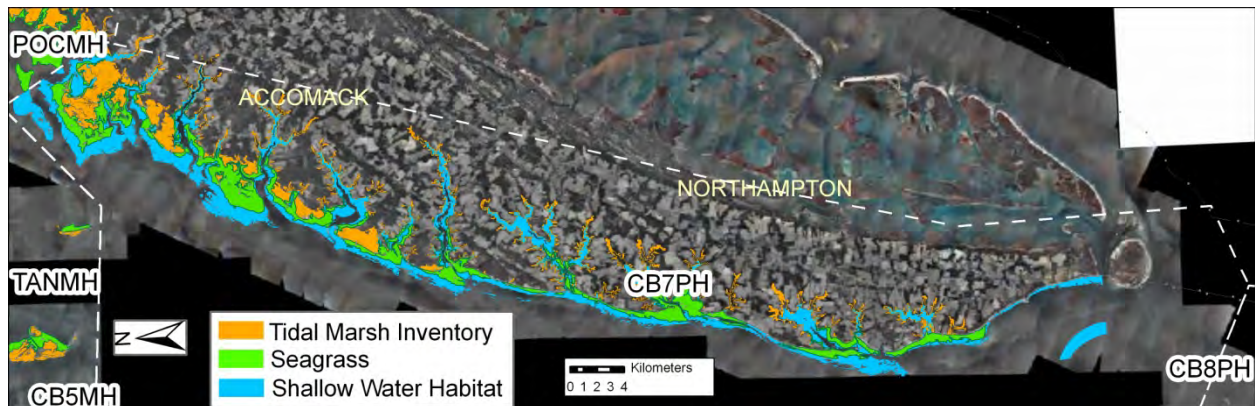 POCMH
ACCOMACK
NORTHAMPTON
CB7PH
TANMH
N
Tidal Marsh Inventory
Seagrass
Shallow Water Habitat
Kilometers
0 1 2 3 4
CB5MH
CB8PH